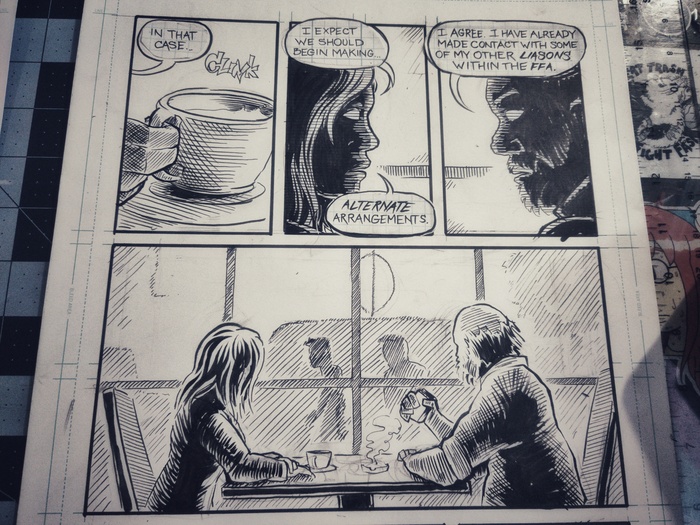 IN THAT
CASE..
CLINK
I EXPECT
WE SHOULD
BEGIN MAKING..
ALTERNATE
ARRANGEMENTS.
I AGREE. I HAVE ALREADY
MADE CONTACT WITH SOME
OF MY OTHER LIASONS
WITHIN THE FFA.